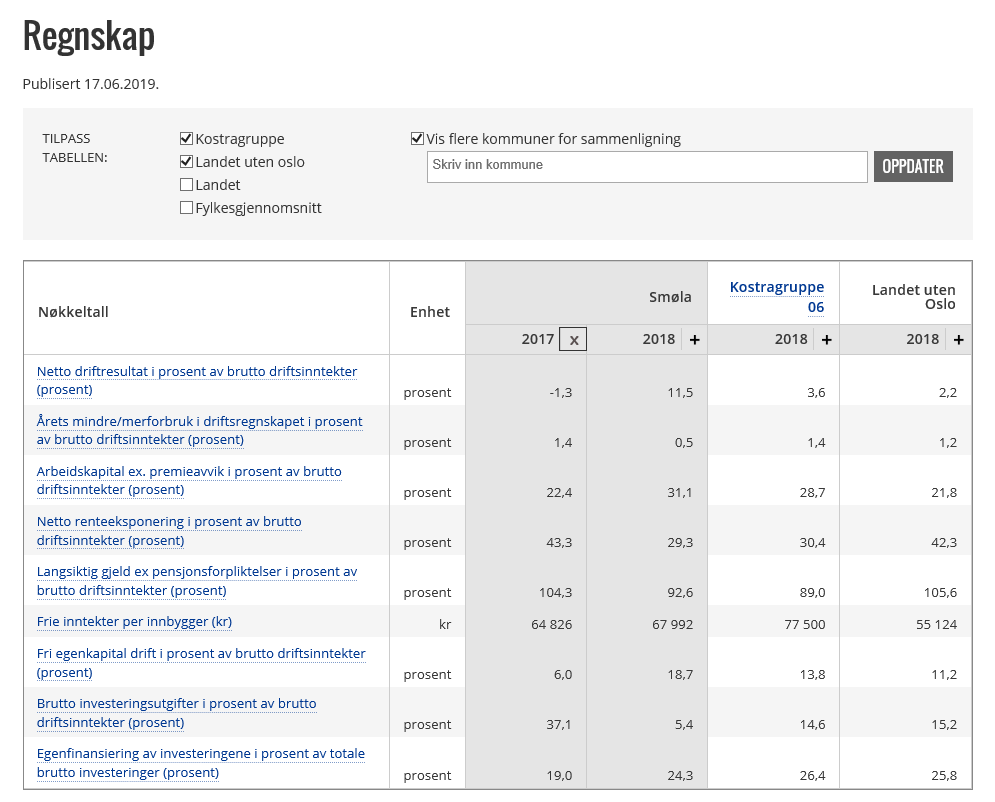 Regnskap
Publisert 17.06.2019.
TILPASS
TABELLEN:
Kostragruppe
Landet uten oslo
Landet
Fylkesgjennomsnitt
Vis flere kommuner for sammenligning
Skriv inn kommune
OPPDATER
Nøkkeltall Enhet Smøla Kostragruppe
06 Landet uten
Oslo
2017 x 2018 + 2018 + 2018 +
Netto driftresultat i prosent av brutto driftsinntekter
(prosent) prosent -1,3 11,5 3,6 2,2
Årets mindre/merforbruk i driftsregnskapet i prosent
av brutto driftsinntekter (prosent) prosent 1,4 0,5 1,4 1,2
Arbeidskapital ex. premieavvik i prosent av brutto
driftsinntekter (prosent) prosent 22,4 31,1 28,7 21,8
Netto renteeksponering i prosent av brutto
driftsinntekter (prosent) prosent 43,3 29,3 30,4 42,3
Langsiktig gjeld ex pensjonsforpliktelser i prosent av
brutto driftsinntekter (prosent) prosent 104,3 92,6 89,0 105,6
Frie inntekter per innbygger (kr) kr 64 826 67 992 77 500 55 124
Fri egenkapital drift i prosent av brutto driftsinntekter
(prosent) prosent 6,0 18,7 13,8 11,2
Brutto investeringsutgifter i prosent av brutto
driftsinntekter (prosent) prosent 37,1 5,4 14,6 15,2
Egenfinansiering av investeringene i prosent av totale
brutto investeringer (prosent) prosent 19,0 24,3 26,4 25,8